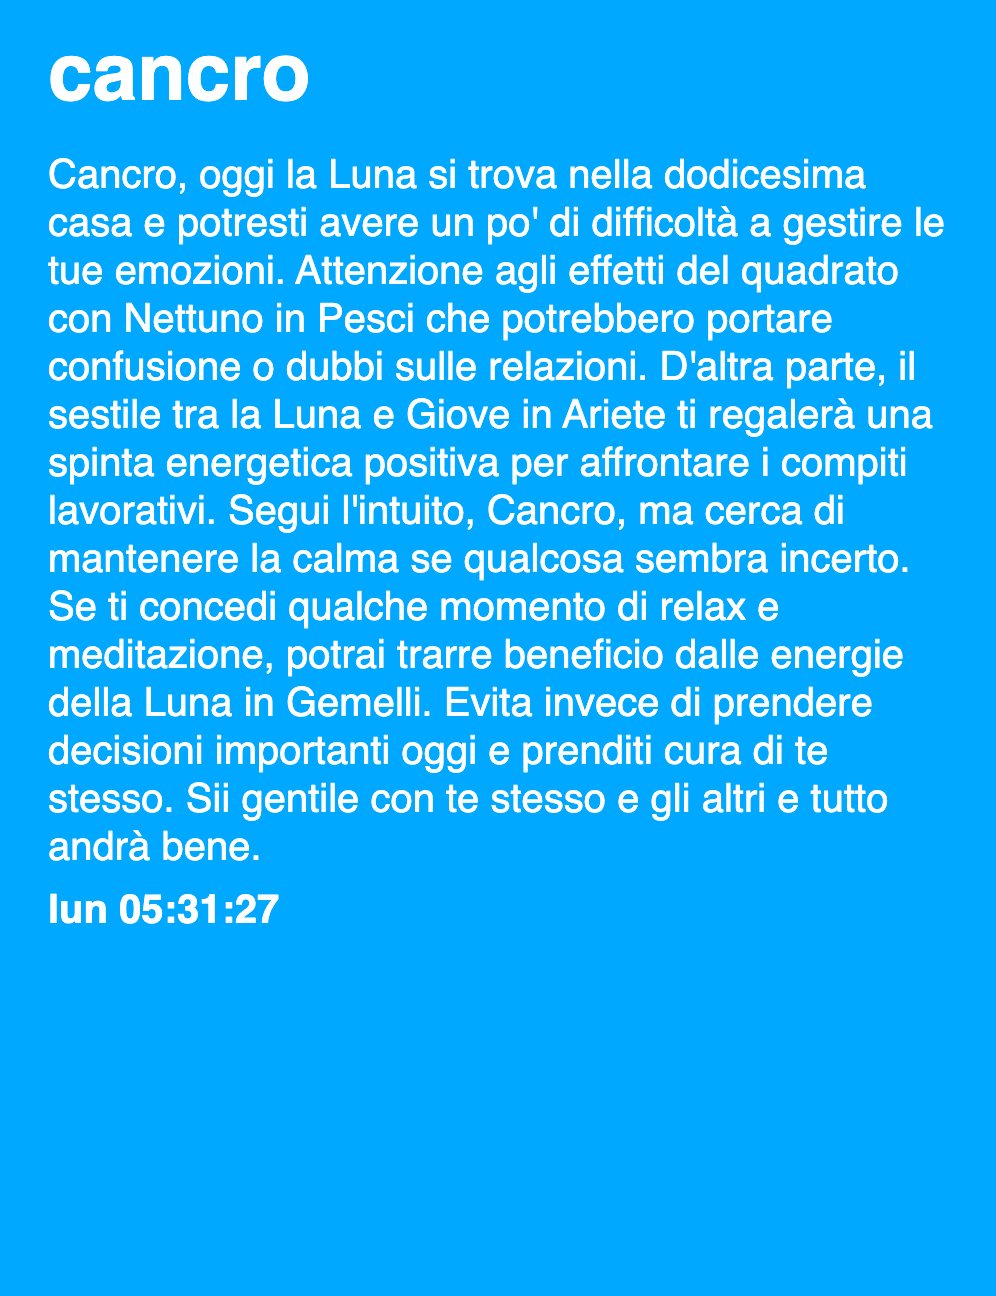 cancro
Cancro, oggi la Luna si trova nella dodicesima
casa e potresti avere un po' di difficoltà a gestire le
tue emozioni. Attenzione agli effetti del quadrato
con Nettuno in Pesci che potrebbero portare
confusione o dubbi sulle relazioni. D'altra parte, il
sestile tra la Luna e Giove in Ariete ti regalerà una
spinta energetica positiva per affrontare i compiti
lavorativi. Segui l'intuito, Cancro, ma cerca di
mantenere la calma se qualcosa sembra incerto.
Se ti concedi qualche momento di relax e
meditazione, potrai trarre beneficio dalle energie
della Luna in Gemelli. Evita invece di prendere
decisioni importanti oggi e prenditi cura di te
stesso. Sii gentile con te stesso e gli altri e tutto
andrà bene.
lun 05:31:27